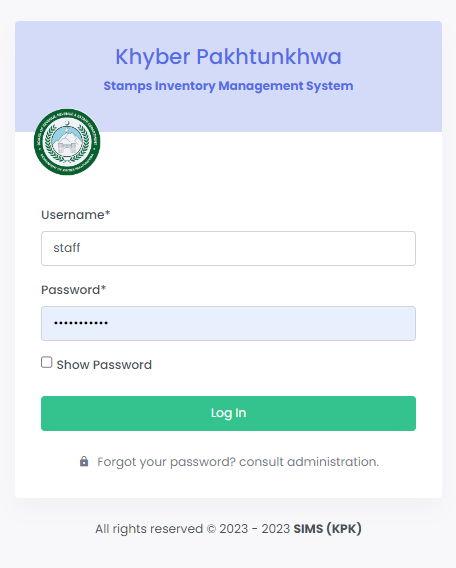 Khyber Pakhtunkhwa
Stamps Inventory Management System
Username*
staff
Password*
•••••••••••
Show Password
Log In
Forgot your password? consult administration.
All rights reserved © 2023 - 2023 SIMS (KPK)